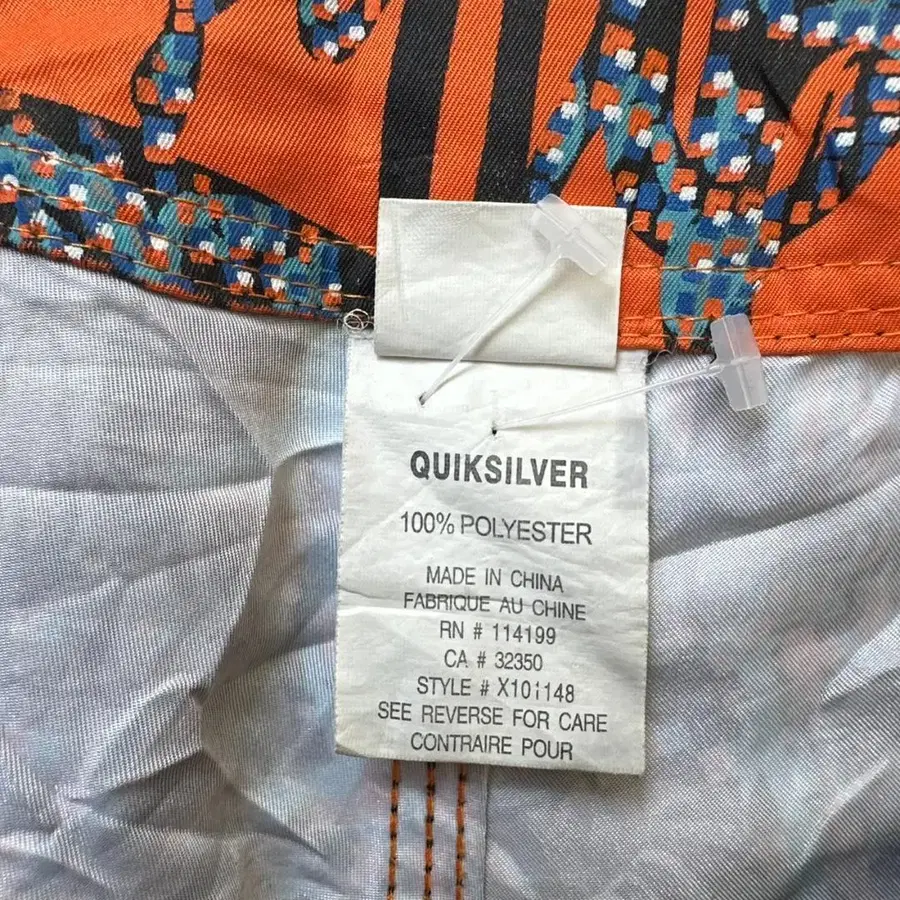 QUIKSILVER
100% POLYESTER
MADE IN CHINA
FABRIQUE AU CHINE
RN # 114199
CA # 32350
STYLE # X101148
SEE REVERSE FOR CARE
CONTRAIRE POUR